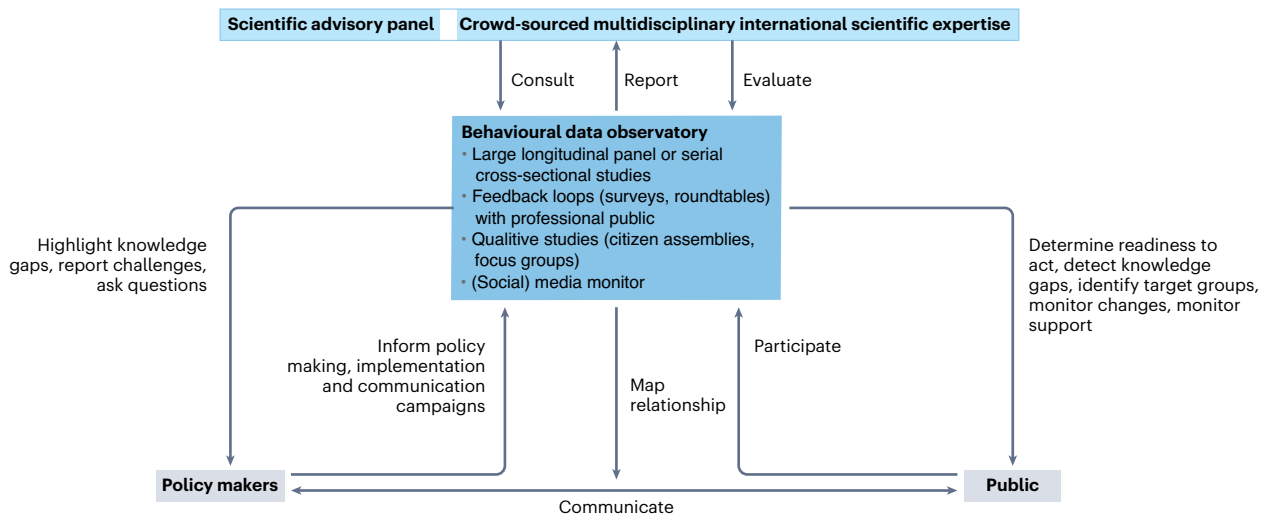 Scientific advisory panel
Crowd-sourced multidisciplinary international scientific expertise
Consult
Report
Evaluate
Behavioural data observatory
• Large longitudinal panel or serial
cross-sectional studies
• Feedback loops (surveys, roundtables)
with professional public
• Qualitive studies (citizen assemblies,
focus groups)
• (Social) media monitor
Highlight knowledge
gaps, report challenges,
ask questions
Determine readiness to
act, detect knowledge
gaps, identify target groups,
monitor changes, monitor
support
Inform policy
making, implementation
and communication
campaigns
Map
relationship
Participate
Policy makers
Communicate
Public